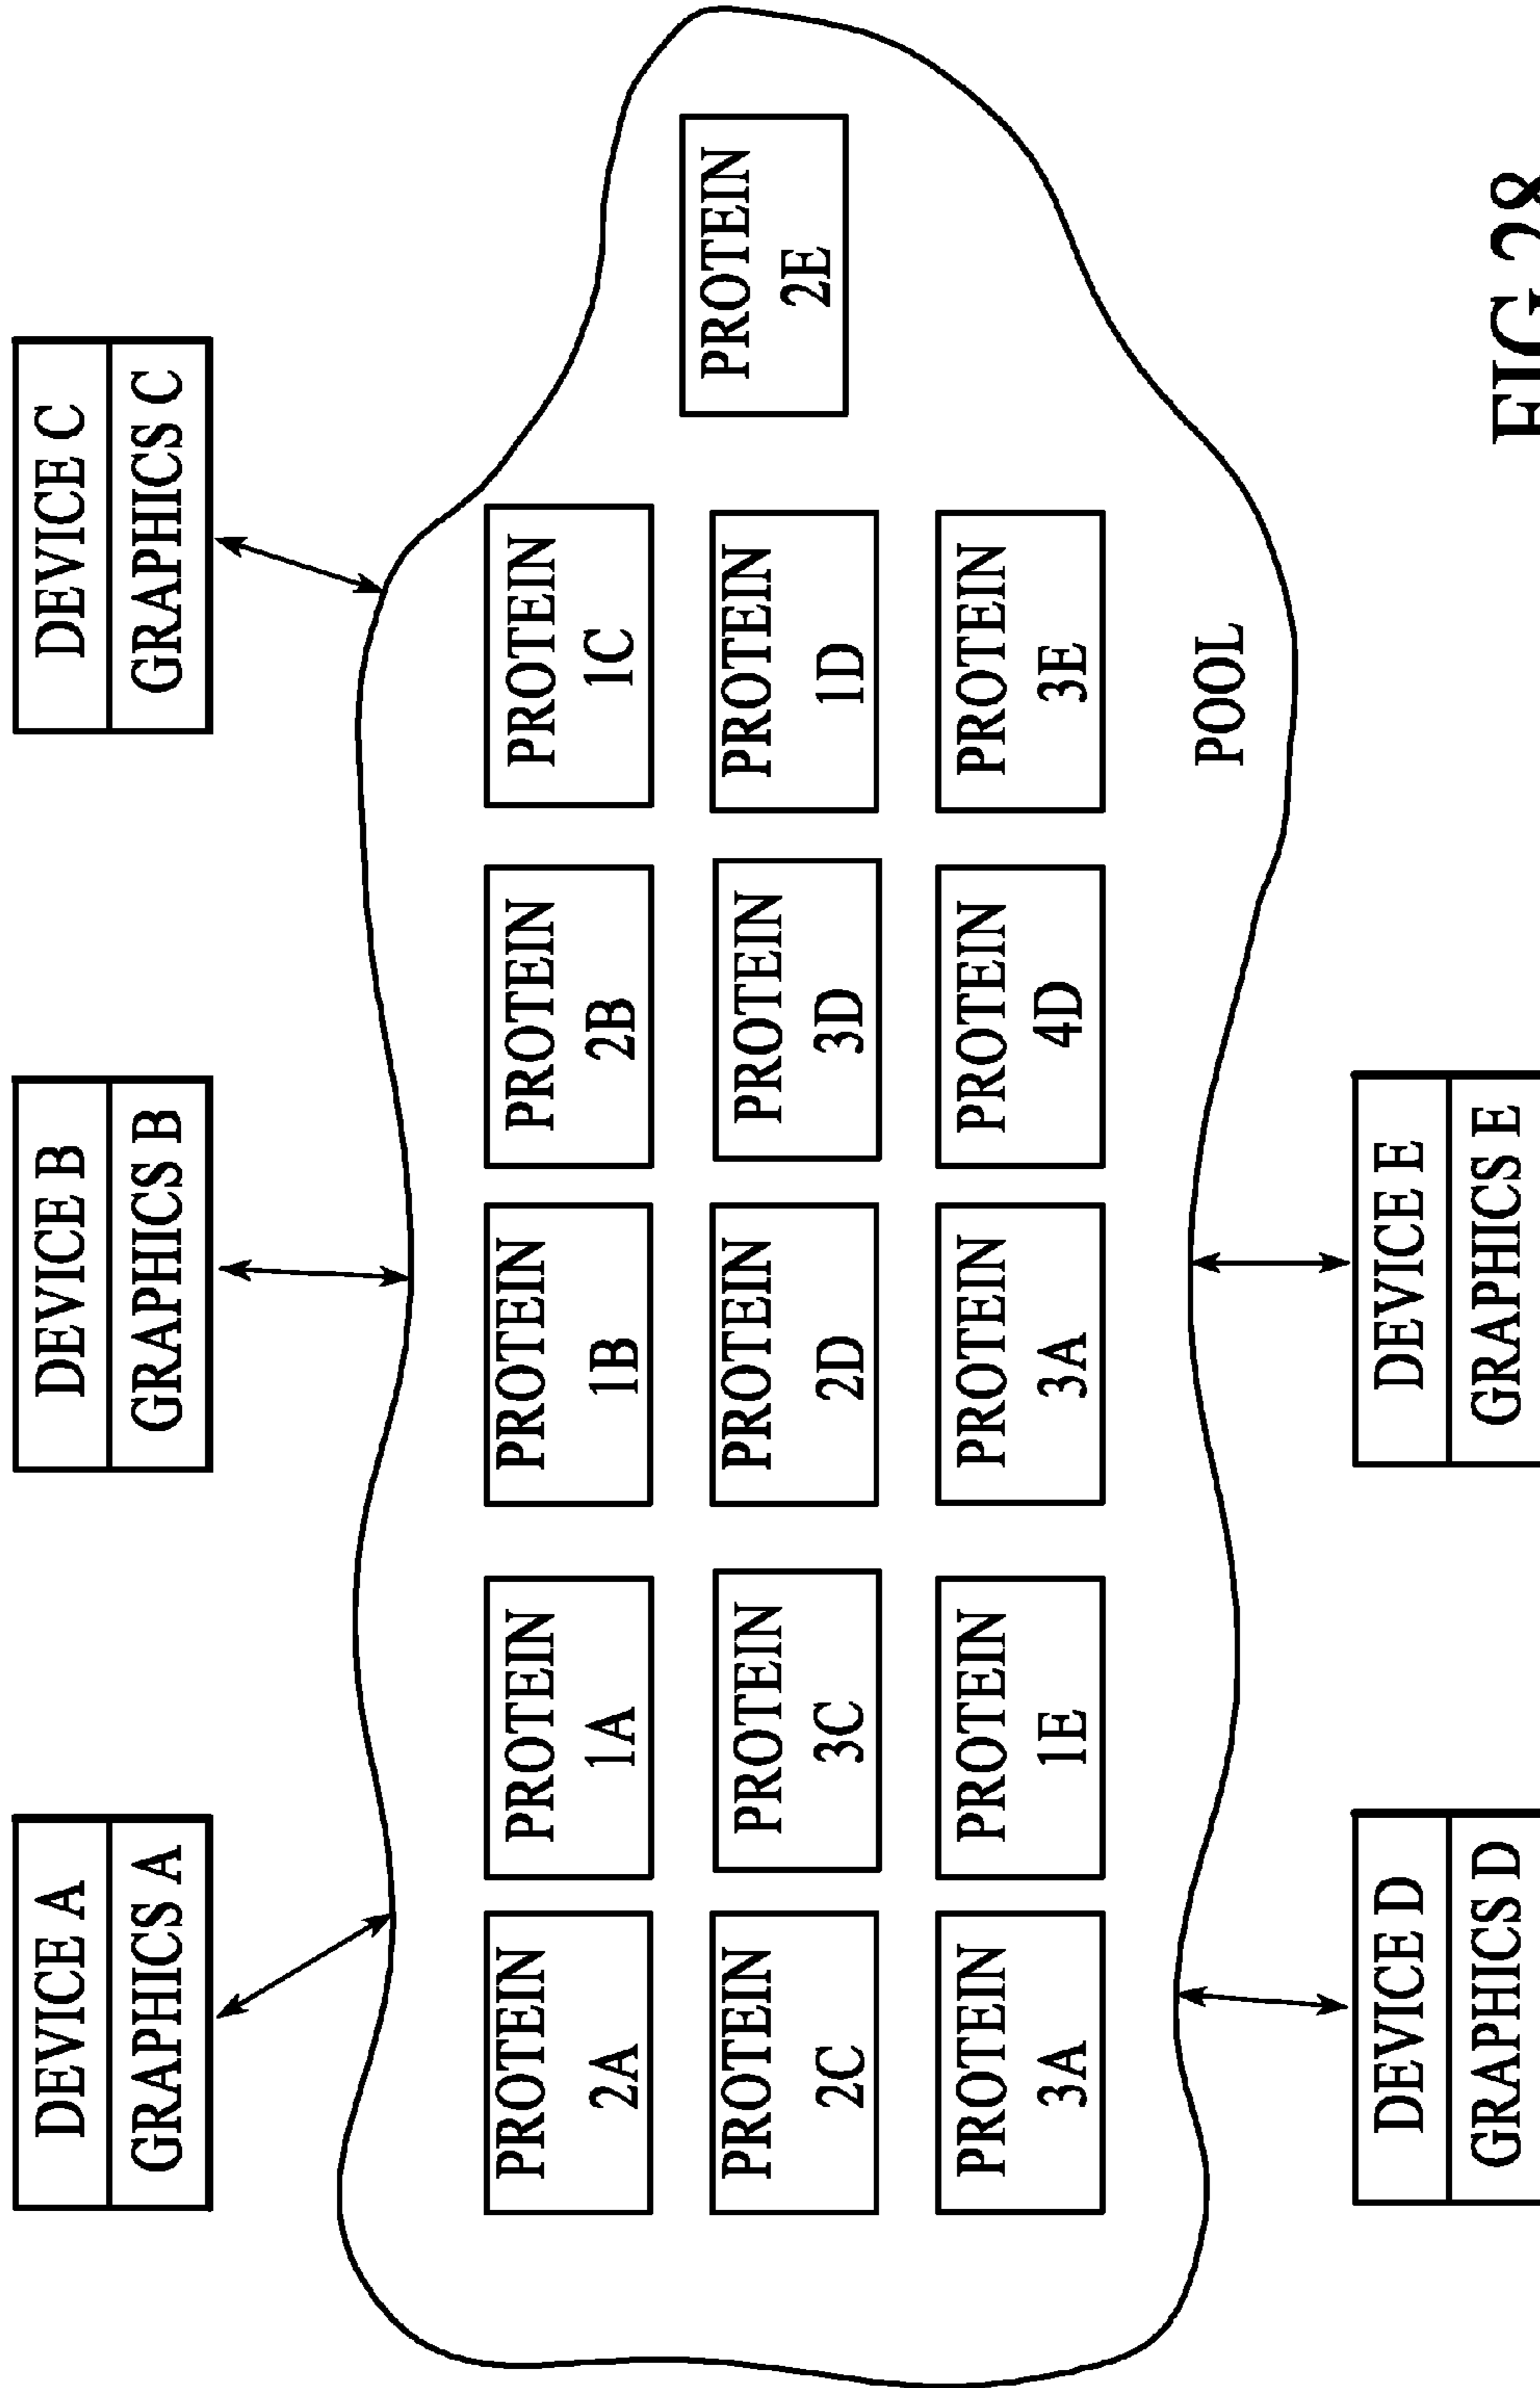 DEVICE A
GRAPHICS A
DEVICE B
GRAPHICS B
DEVICE C
GRAPHICS C
PROTEIN
2A
PROTEIN
1A
PROTEIN
1B
PROTEIN
2B
PROTEIN
1C
PROTEIN
2E
PROTEIN
2C
PROTEIN
3C
PROTEIN
2D
PROTEIN
3D
PROTEIN
1D
PROTEIN
3A
PROTEIN
1E
PROTEIN
3A
PROTEIN
4D
PROTEIN
3E
POOL
DEVICE D
GRAPHICS D
DEVICE E
GRAPHICS E
FIG.28